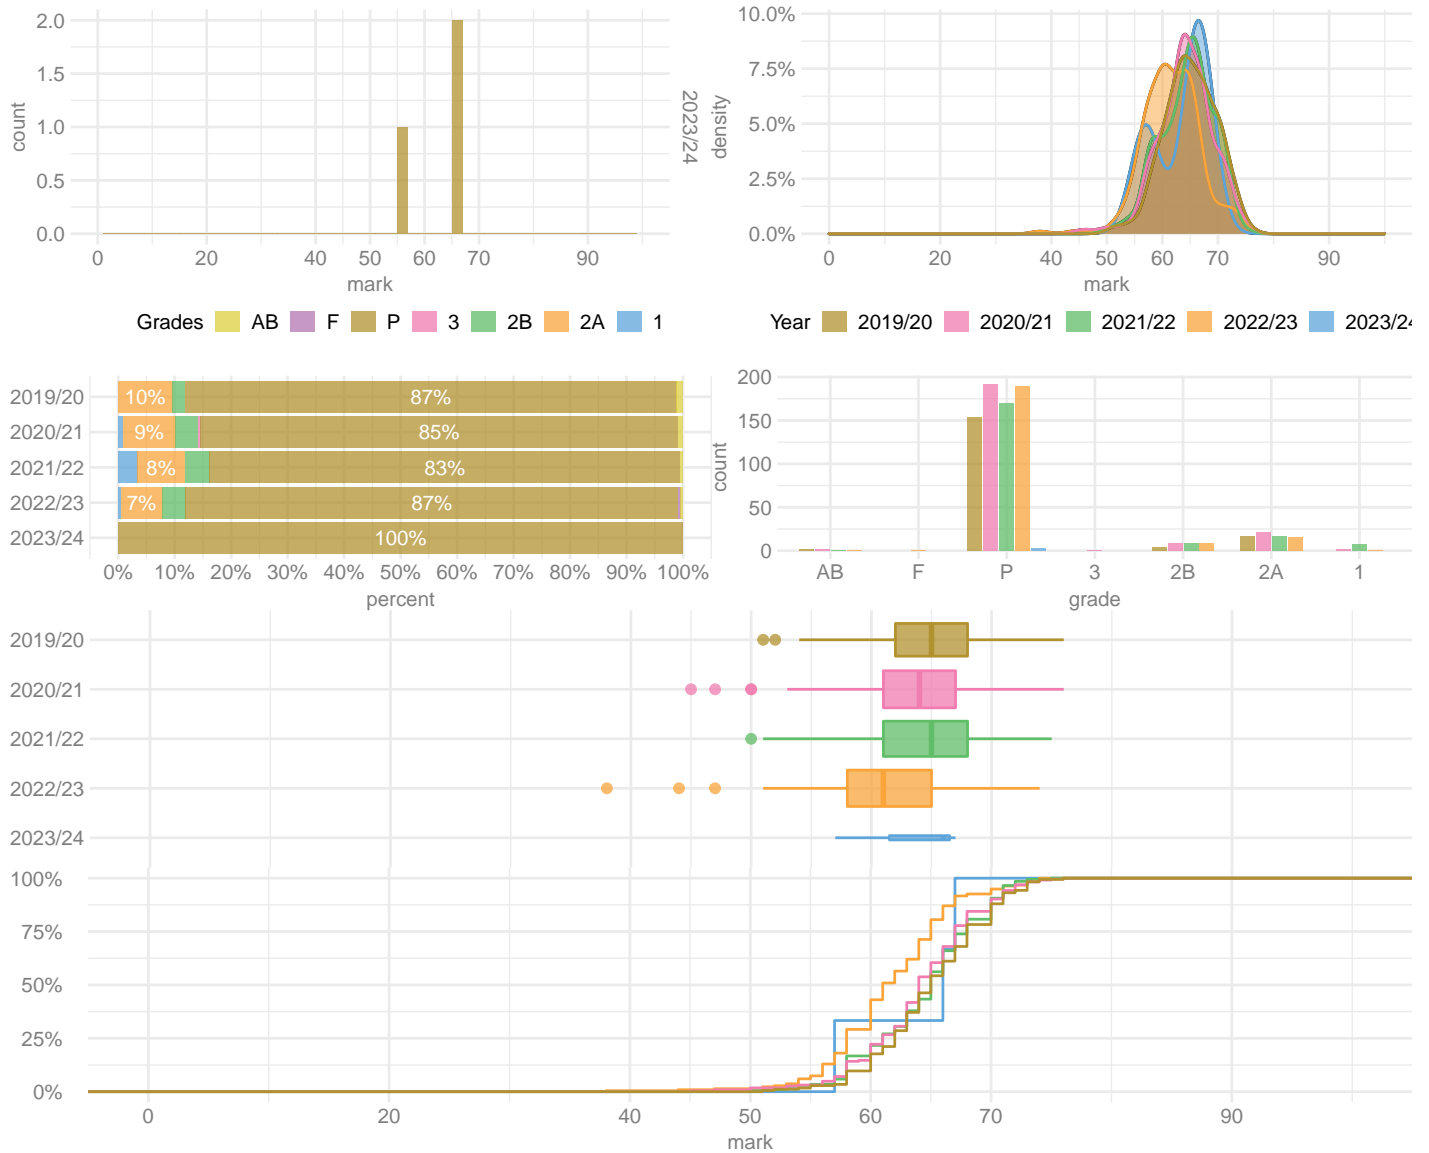 2.0
1.5
1.0
0.5
0.0
count
0 20 40 50 60 70 90
mark
2023/24
10.0%
7.5%
5.0%
2.5%
0.0%
density
0 20 40 50 60 70 90
mark
Grades AB F P 3 2B 2A 1
Year 2019/20 2020/21 2021/22 2022/23 2023/24
2019/20 10% 87%
2020/21 9% 85%
2021/22 8% 83%
2022/23 7% 87%
2023/24 100%
0% 10% 20% 30% 40% 50% 60% 70% 80% 90% 100%
percent
200
150
100
50
0
count
AB F P 3 2B 2A 1
grade
2019/20
2020/21
2021/22
2022/23
2023/24
100%
75%
50%
25%
0%
0 20 40 50 60 70 90
mark